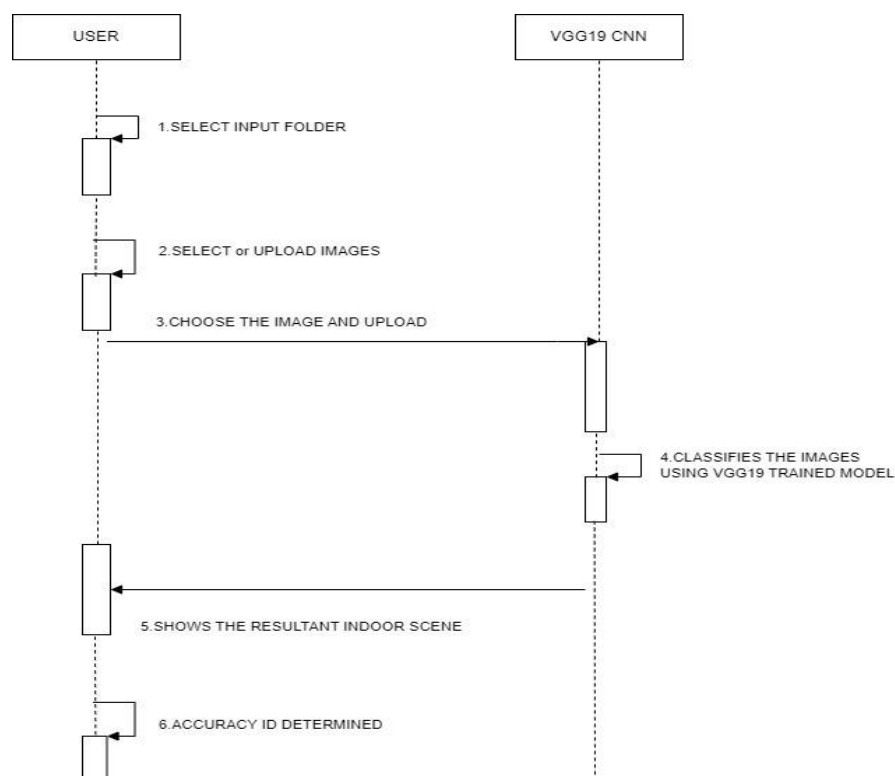 USER
VGG19 CNN
1.SELECT INPUT FOLDER
2.SELECT or UPLOAD IMAGES
3.CHOOSE THE IMAGE AND UPLOAD
4.CLASSIFIES THE IMAGES
USING VGG19 TRAINED MODEL
5.SHOWS THE RESULTANT INDOOR SCENE
6.ACCURACY ID DETERMINED